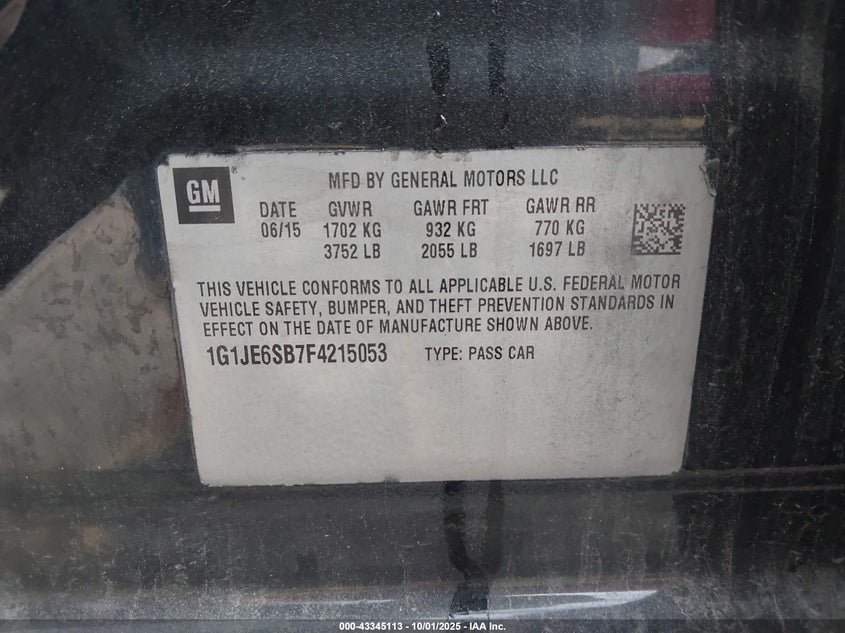 GM ®
MFD BY GENERAL MOTORS LLC
DATE GVWR GAWR FRT GAWR RR
06/15 1702 KG 932 KG 770 KG
3752 LB 2055 LB 1697 LB
THIS VEHICLE CONFORMS TO ALL APPLICABLE U.S. FEDERAL MOTOR
VEHICLE SAFETY, BUMPER, AND THEFT PREVENTION STANDARDS IN
EFFECT ON THE DATE OF MANUFACTURE SHOWN ABOVE.
1G1JE6SB7F4215053 TYPE: PASS CAR
000-43345113 - 10/01/2025 - IAA Inc.